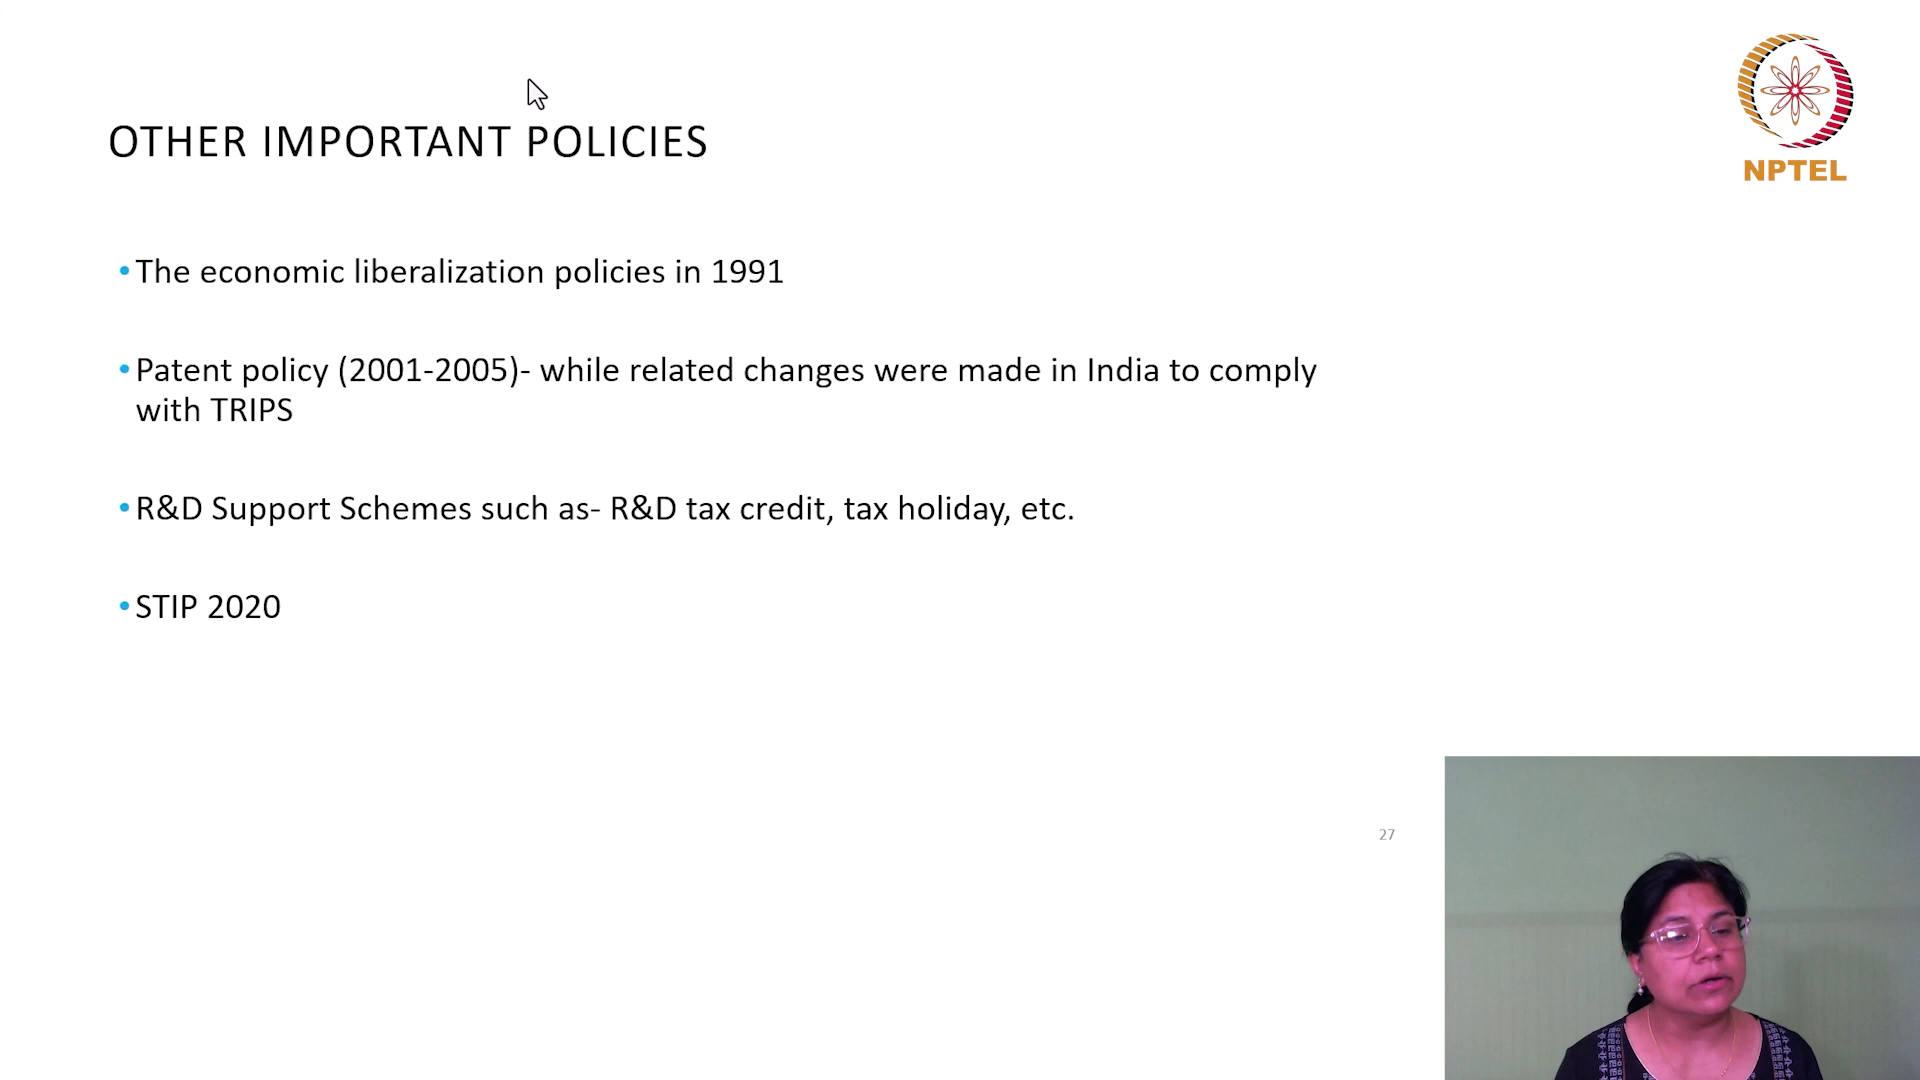 NPTEL
OTHER IMPORTANT POLICIES
•The economic liberalization policies in 1991
•Patent policy (2001-2005)- while related changes were made in India to comply
with TRIPS
•R&D Support Schemes such as- R&D tax credit, tax holiday, etc.
•STIP 2020
27